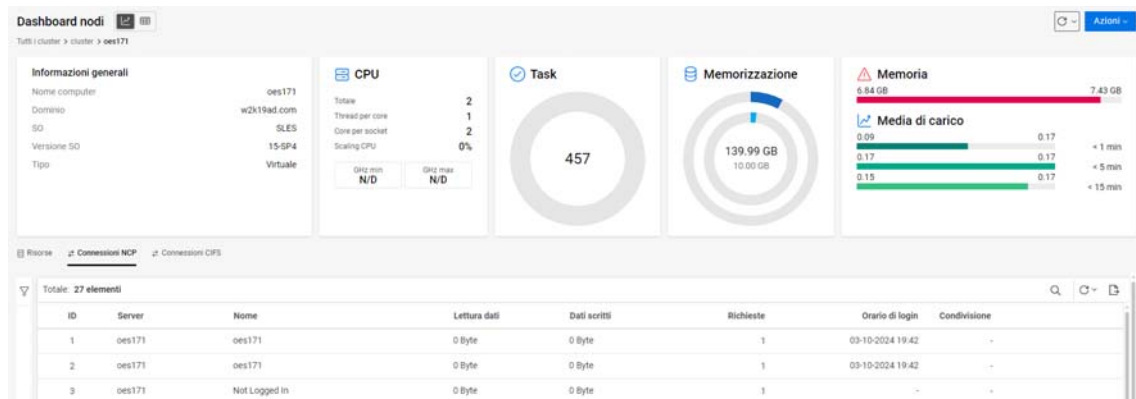 Dashboard nodi
Azioni
Tutti i cluster > cluster > oes171
Informazioni generali
Nome computer oes171
Dominio w2k19ad.com
SO SLES
Versione SO 15-SP4
Tipo Virtuale
CPU
Totale 2
Thread per core 1
Core per socket 2
Scaling CPU 0%
GHz min GHz max
N/D N/D
Task
457
Memorizzazione
139.99 GB
10.00 GB
Memoria
6.84 GB 7.43 GB
Media di carico
0.09 0.17
< 1 min
0.17 0.17
< 5 min
0.15 0.17
< 15 min
Risorse Connessioni NCP Connessioni CIFS
Totale: 27 elementi
ID Server Nome Lettura dati Dati scritti Richieste Orario di login Condivisione
1 oes171 oes171 0 Byte 0 Byte 1 03-10-2024 19:42 -
2 oes171 oes171 0 Byte 0 Byte 1 03-10-2024 19:42 -
3 oes171 Not Logged In 0 Byte 0 Byte 1 - -